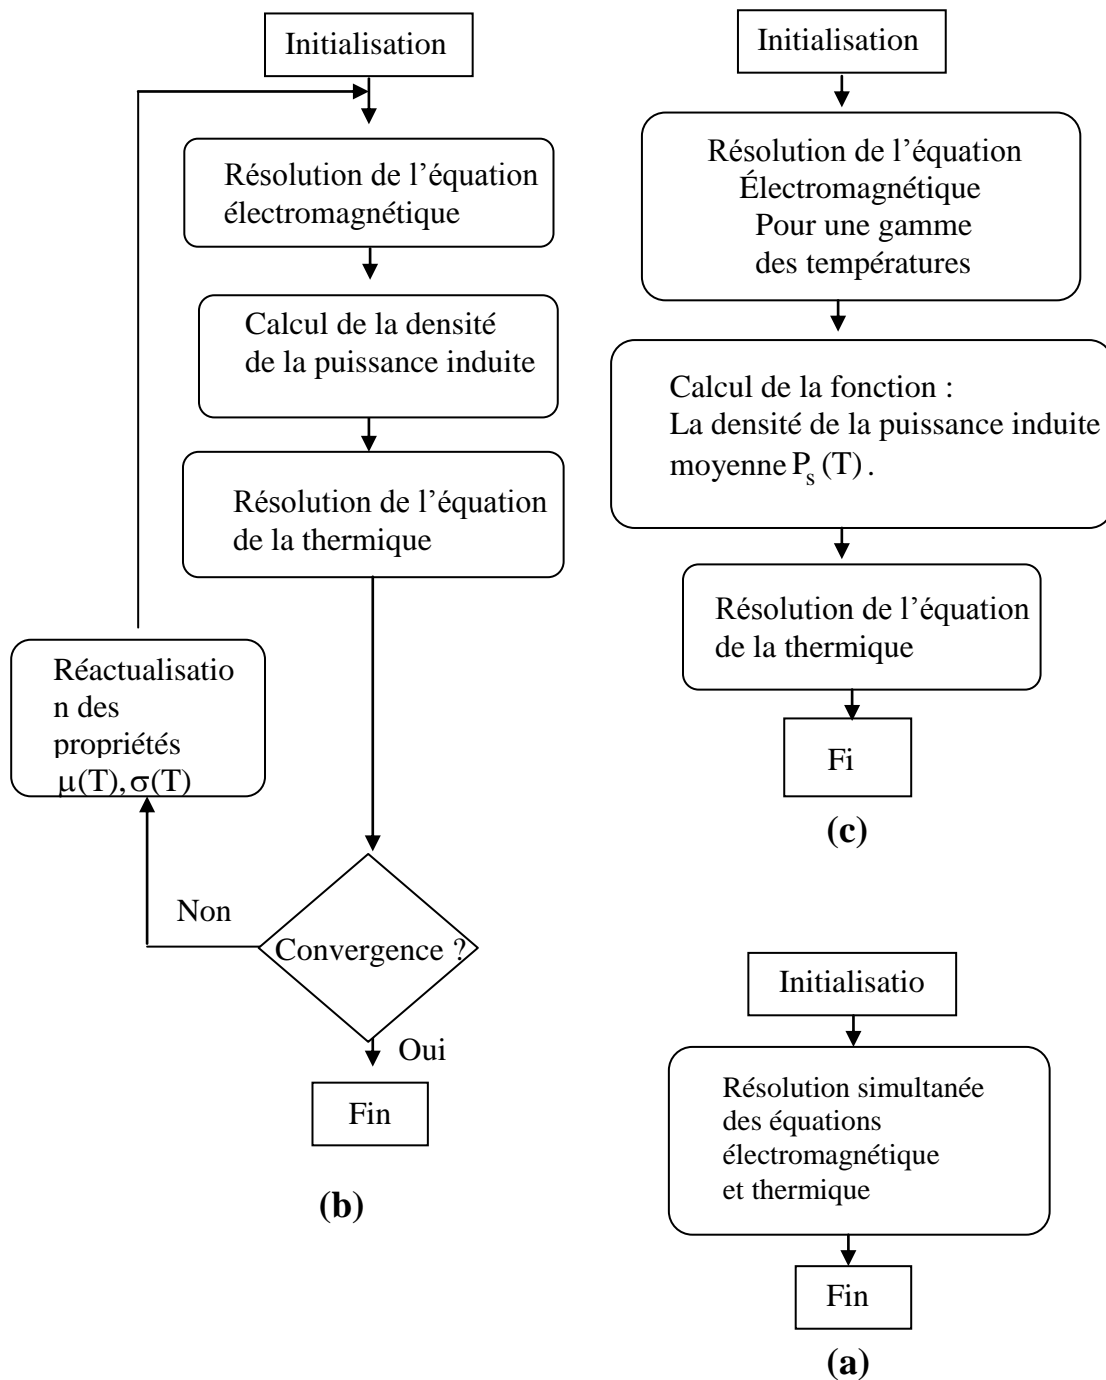 Initialisation
Résolution de l’équation
électromagnétique
Calcul de la densité
de la puissance induite
Résolution de l’équation
de la thermique
Réactualisatio
n des
propriétés
μ(T),σ(T)
Non
Convergence ?
Oui
Fin
(b)
Initialisation
Résolution de l’équation
Électromagnétique
Pour une gamme
des températures
Calcul de la fonction :
La densité de la puissance induite
moyenne P_s(T).
Résolution de l’équation
de la thermique
Fi
(c)
Initialisatio
Résolution simultanée
des équations
électromagnétique
et thermique
Fin
(a)